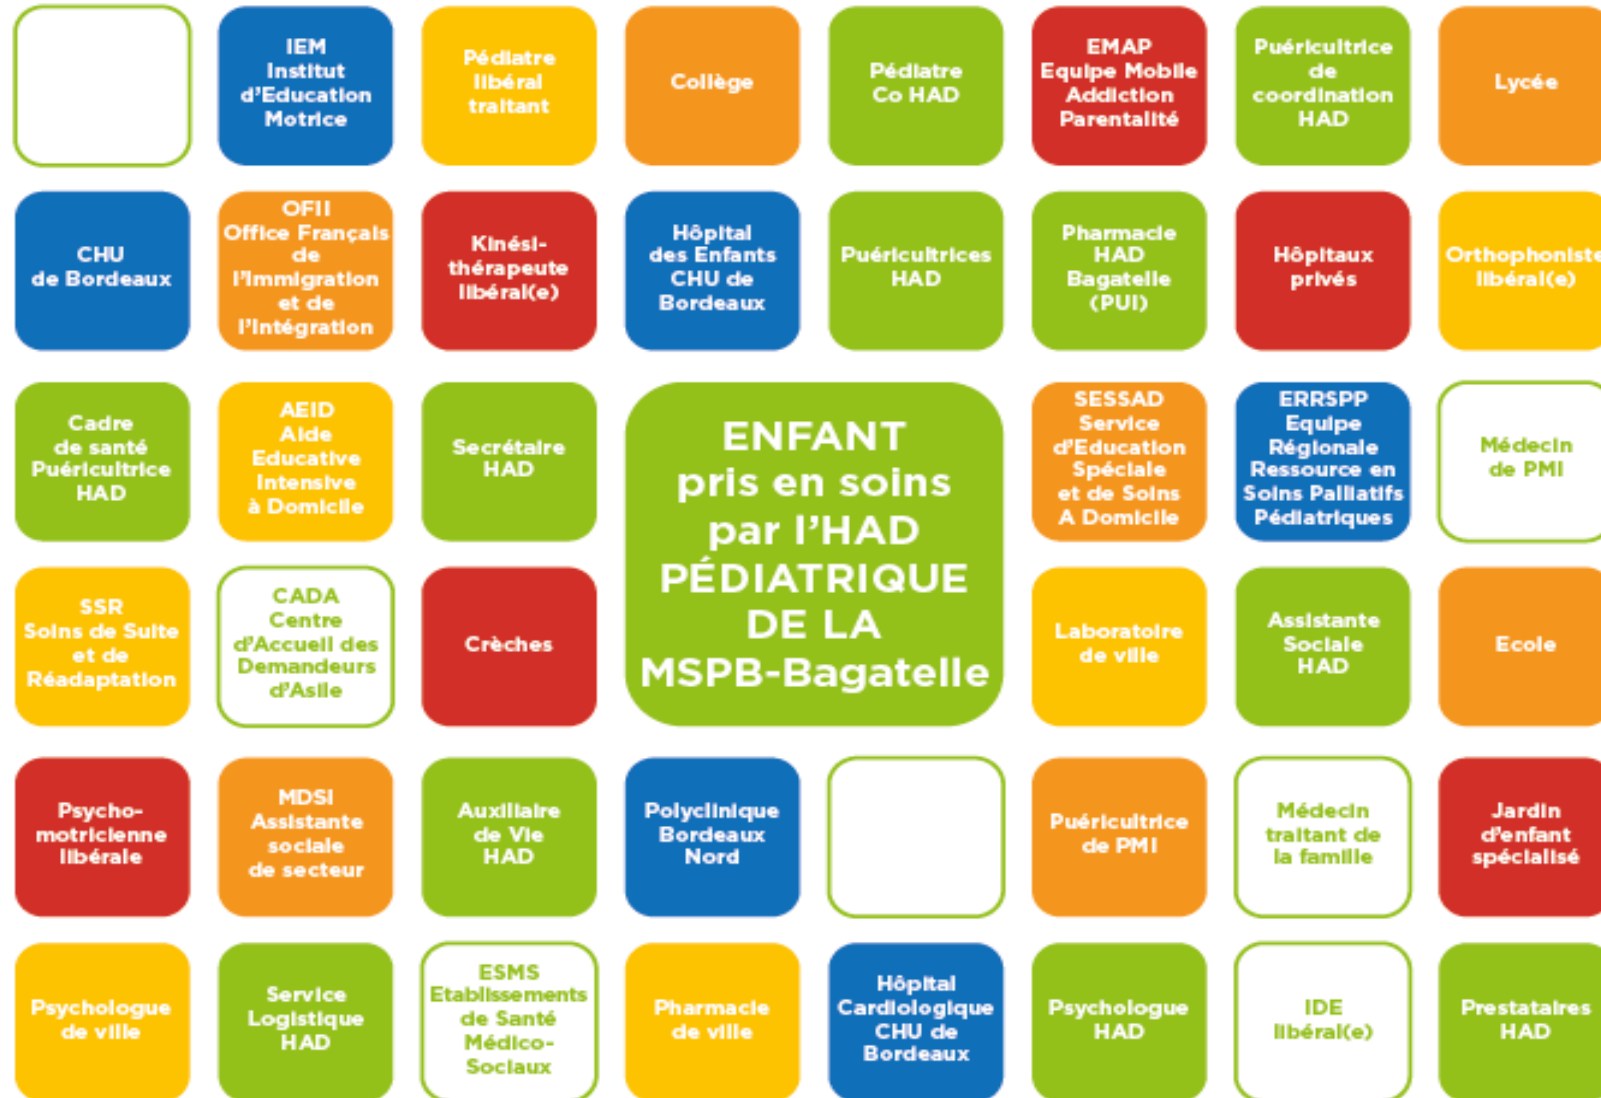 IEM
Institut
d'Education
Motrice
Pédiatre
libéral
traitant
Collège
Pédiatre
Co HAD
EMAP
Equipe Mobile
Addiction
Parentalité
Puéricultrice
de
coordination
HAD
Lycée
CHU
de Bordeaux
OFII
Office Français
de
l'Immigration
et de
l'Intégration
Kinési-
thérapeute
libéral(e)
Hôpital
des Enfants
CHU de
Bordeaux
Puéricultrices
HAD
Pharmacie
HAD
Bagatelle
(PUI)
Hôpitaux
privés
Orthophoniste
libéral(e)
Cadre
de santé
Puéricultrice
HAD
AEID
Aide
Educative
Intensive
à Domicile
Secrétaire
HAD
ENFANT
pris en soins
par l'HAD
PÉDIATRIQUE
DE LA
MSPB-Bagatelle
SESSAD
Service
d'Education
Spéciale
et de Soins
A Domicile
ERRSPP
Equipe
Régionale
Ressource en
Soins Palliatifs
Pédiatriques
Médecin
de PMI
SSR
Soins de Suite
et de
Réadaptation
CADA
Centre
d'Accueil des
Demandeurs
d'Asile
Crèches
Laboratoire
de ville
Assistante
Sociale
HAD
Ecole
Psycho-
motricienne
libérale
MDSI
Assistante
sociale
de secteur
Auxiliaire
de Vie
HAD
Polyclinique
Bordeaux
Nord
Puéricultrice
de PMI
Médecin
traitant de
la famille
Jardin
d'enfant
spécialisé
Psychologue
de ville
Service
Logistique
HAD
ESMS
Etablissements
de Santé
Médico-
Sociaux
Pharmacie
de ville
Hôpital
Cardiologique
CHU de
Bordeaux
Psychologue
HAD
IDE
libéral(e)
Prestataires
HAD